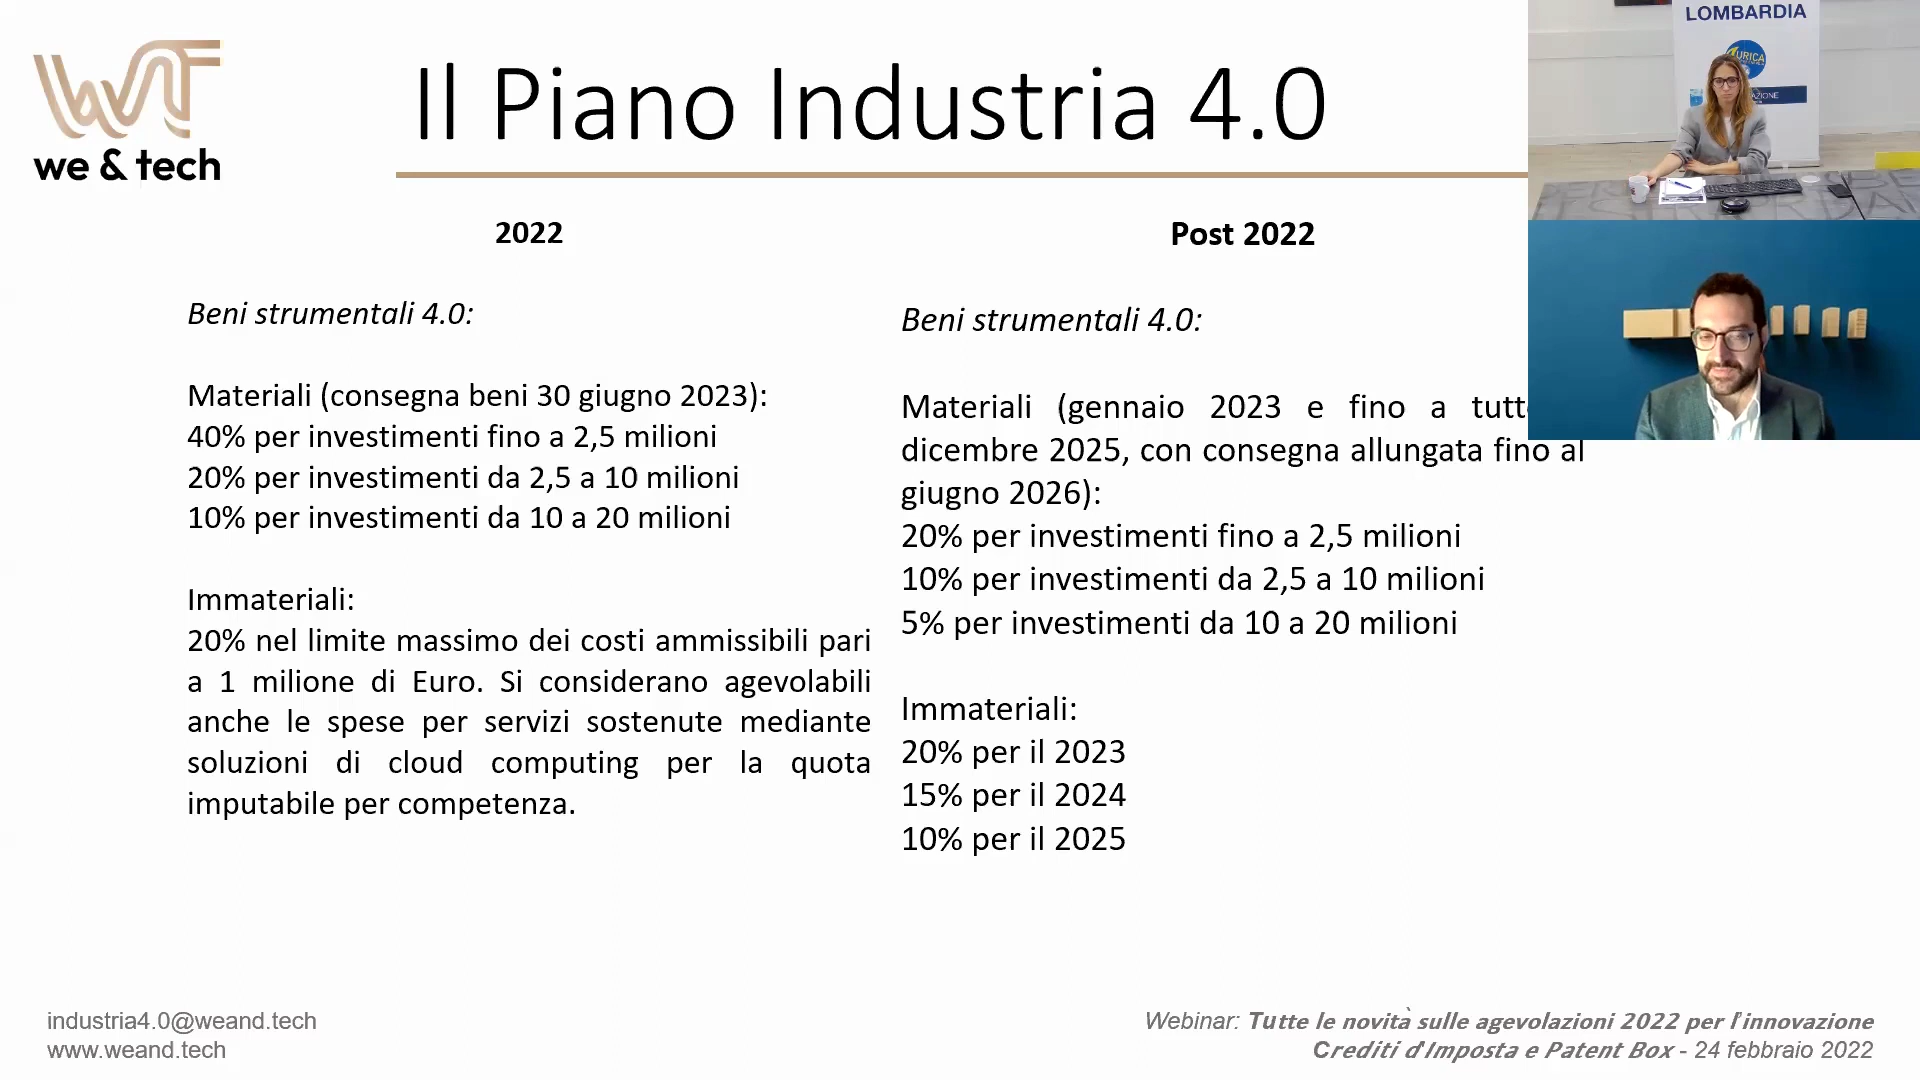 we & tech
Il Piano Industria 4.0
2022
Beni strumentali 4.0:
Materiali (consegna beni 30 giugno 2023):
40% per investimenti fino a 2,5 milioni
20% per investimenti da 2,5 a 10 milioni
10% per investimenti da 10 a 20 milioni
Immateriali:
20% nel limite massimo dei costi ammissibili pari
a 1 milione di Euro. Si considerano agevolabili
anche le spese per servizi sostenute mediante
soluzioni di cloud computing per la quota
imputabile per competenza.
Post 2022
Beni strumentali 4.0:
Materiali (gennaio 2023 e fino a
dicembre 2025, con consegna allungata fino al
giugno 2026):
20% per investimenti fino a 2,5 milioni
10% per investimenti da 2,5 a 10 milioni
5% per investimenti da 10 a 20 milioni
Immateriali:
20% per il 2023
15% per il 2024
10% per il 2025
LOMBARDIA
industria4.0@weand.tech
www.weand.tech
Webinar: Tutte le novità sulle agevolazioni 2022 per l'innovazione
Crediti d'Imposta e Patent Box - 24 febbraio 2022